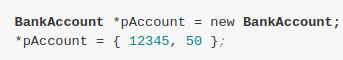 BankAccount *pAccount = new BankAccount;
*pAccount = { 12345, 50 };